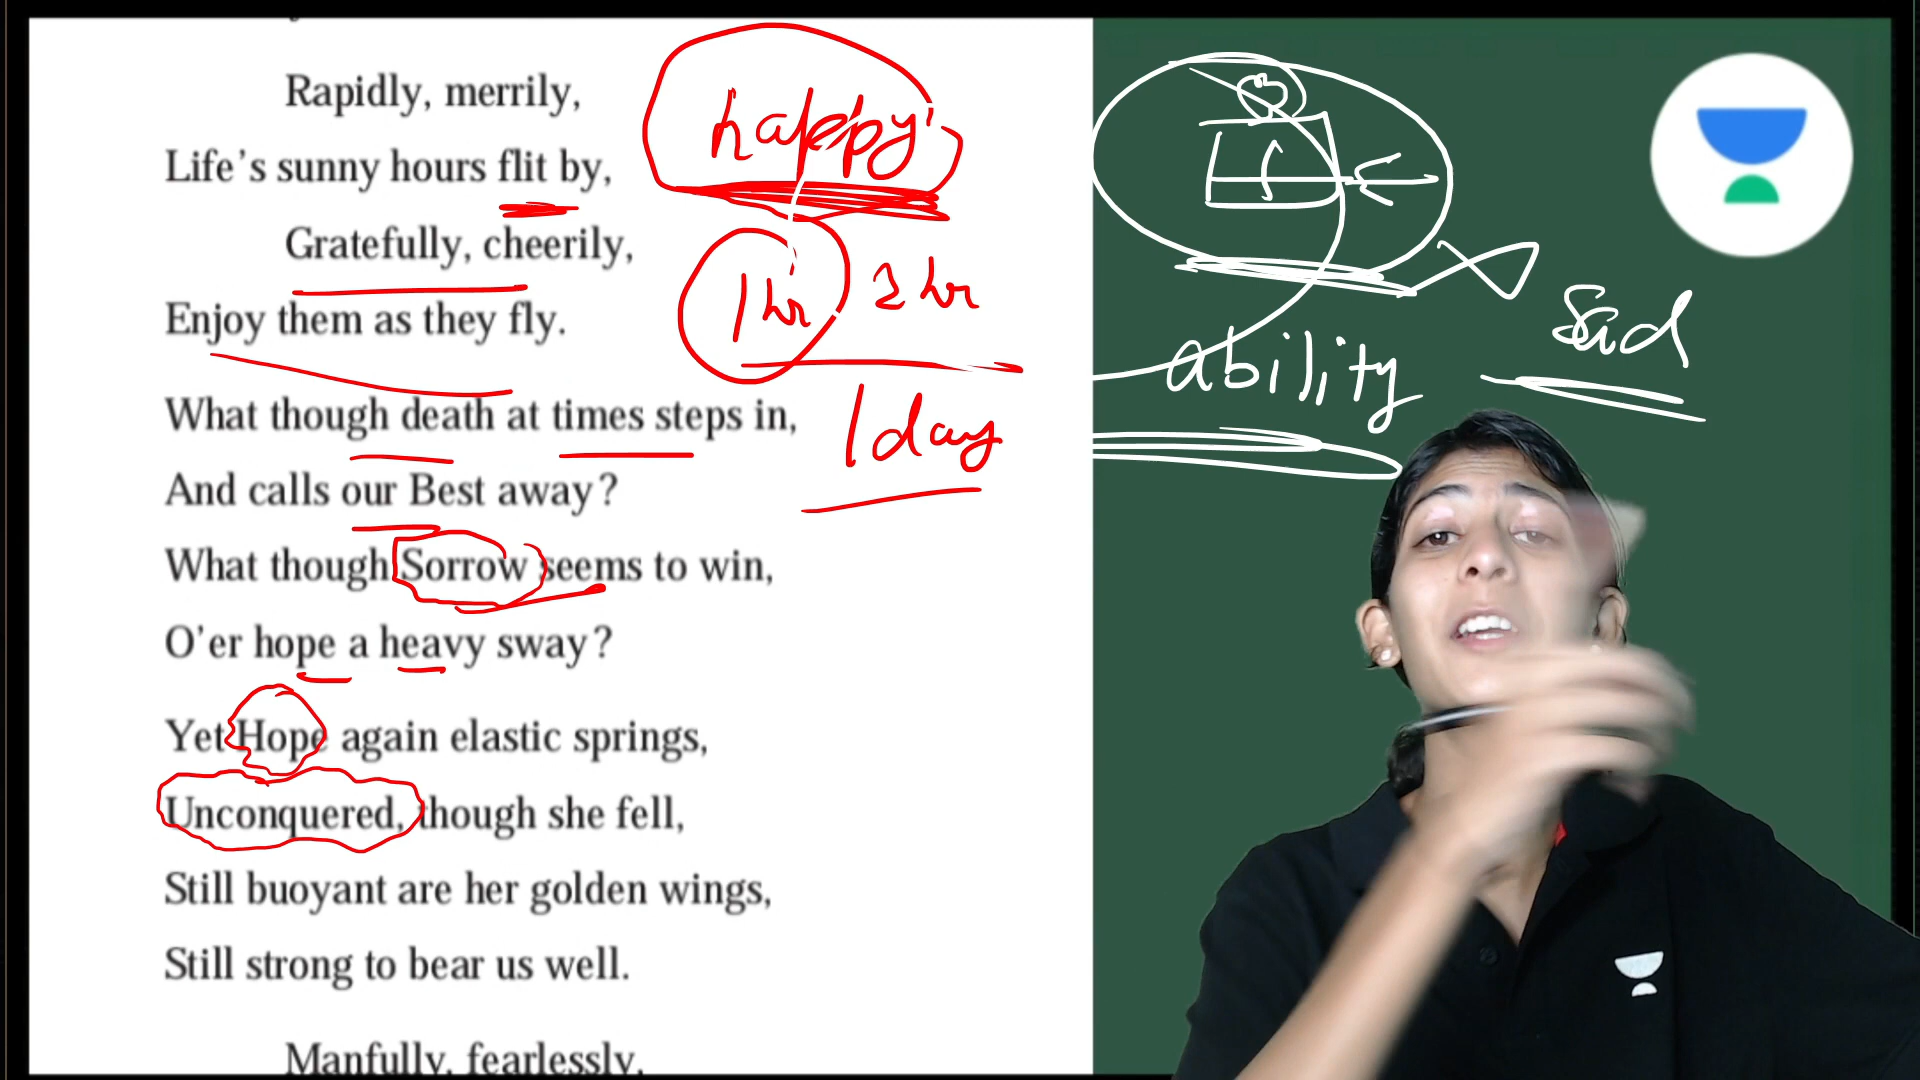 Rapidly, merrily,
Life's sunny hours flit by,
Gratefully, cheerily,
Enjoy them as they fly.
What though death at times steps in,
And calls our Best away?
What though Sorrow seems to win,
O'er hope a heavy sway?
Yet Hope again elastic springs,
Unconquered, though she fell,
Still buoyant are her golden wings,
Still strong to bear us well.
Manfully, fearlessly,
happy
1 hr 2 hr
1 day
ability
Sad